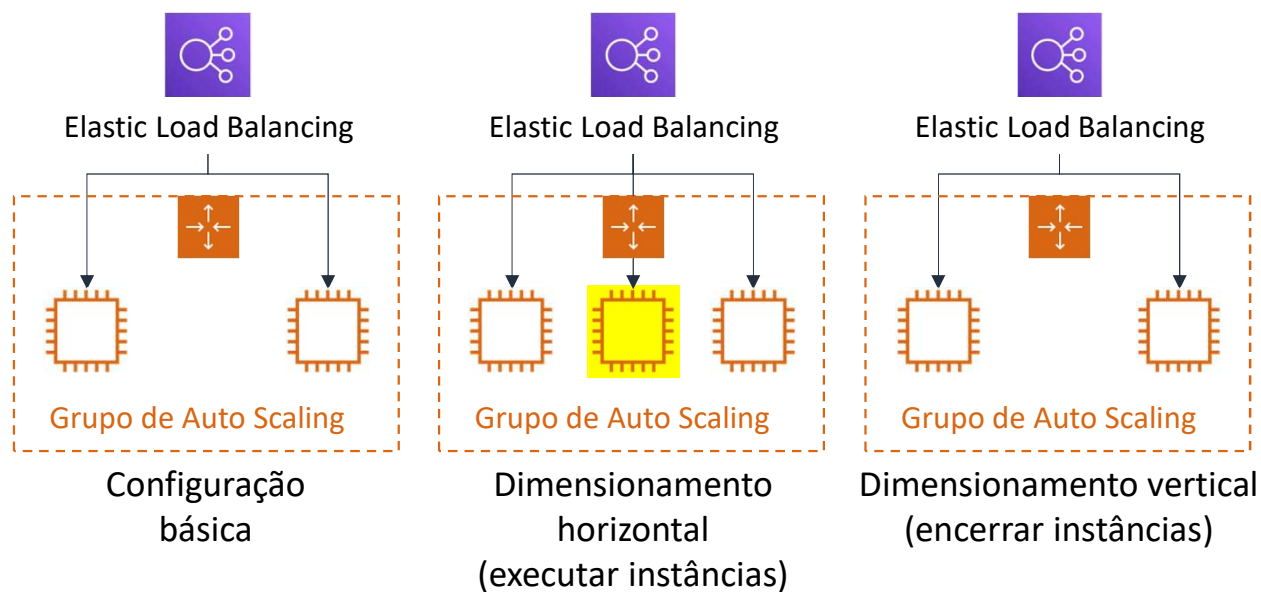 Elastic Load Balancing
Grupo de Auto Scaling
Configuração
básica
Elastic Load Balancing
Grupo de Auto Scaling
Dimensionamento
horizontal
(executar instâncias)
Elastic Load Balancing
Grupo de Auto Scaling
Dimensionamento vertical
(encerrar instâncias)